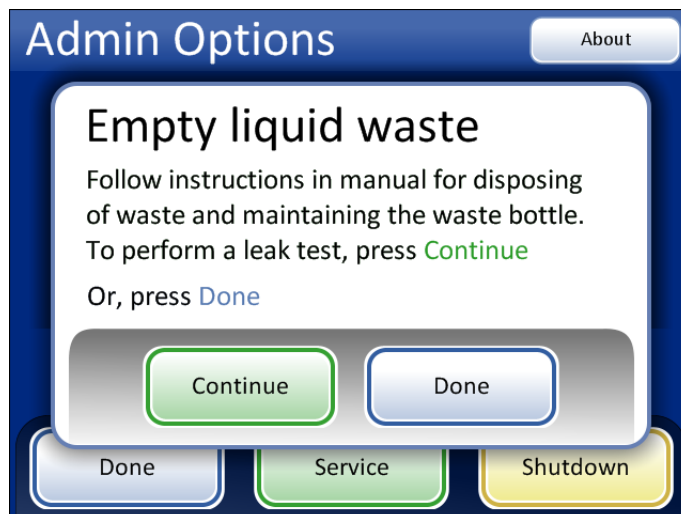 Admin Options
About
Empty liquid waste
Follow instructions in manual for disposing
of waste and maintaining the waste bottle.
To perform a leak test, press Continue
Or, press Done
Continue
Done
Done
Service
Shutdown